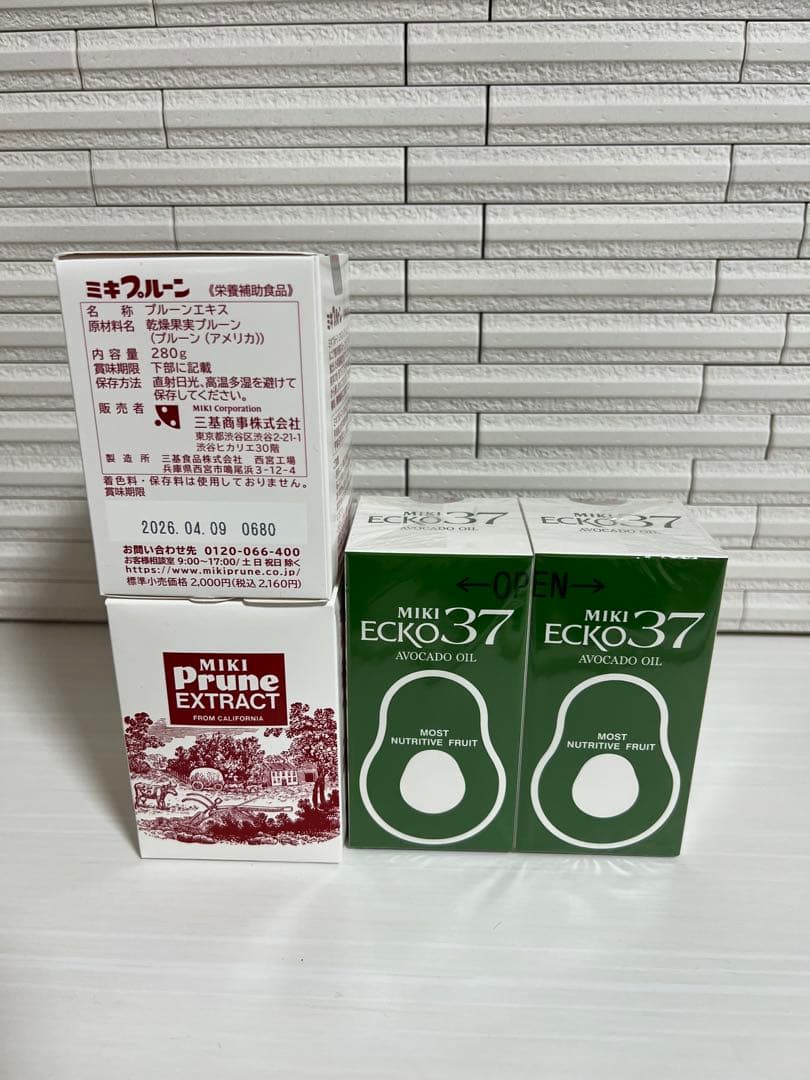 ミキプルーン 《栄養補助食品》
名称 プルーンエキス
原材料名 乾燥果実プルーン
(プルーン(アメリカ))
内容量 280g
賞味期限 下部に記載
保存方法 直射日光、高温多湿を避けて
保存してください。
販売者 MIKI Corporation
三基商事株式会社
東京都渋谷区渋谷2-21-1
渋谷ヒカリエ30階
製造所 三基食品株式会社 西宮工場
兵庫県西宮市鳴尾浜3-12-4
着色料・保存料は使用しておりません。
賞味期限
2026.04.09 0680
お問い合わせ先 0120-066-400
お客様相談室 9:00~17:00/土日祝日除く
https://www.mikiprune.co.jp/
標準小売価格 2,000円(税込 2,160円)
MIKI
Prune
EXTRACT
FROM CALIFORNIA
MIKI
ECKO37
AVOCADO OIL
MIKI
ECKO37
AVOCADO OIL
←OPEN→
MIKI
ECKO37
AVOCADO OIL
MOST
NUTRITIVE FRUIT
MIKI
ECKO37
AVOCADO OIL
MOST
NUTRITIVE FRUIT